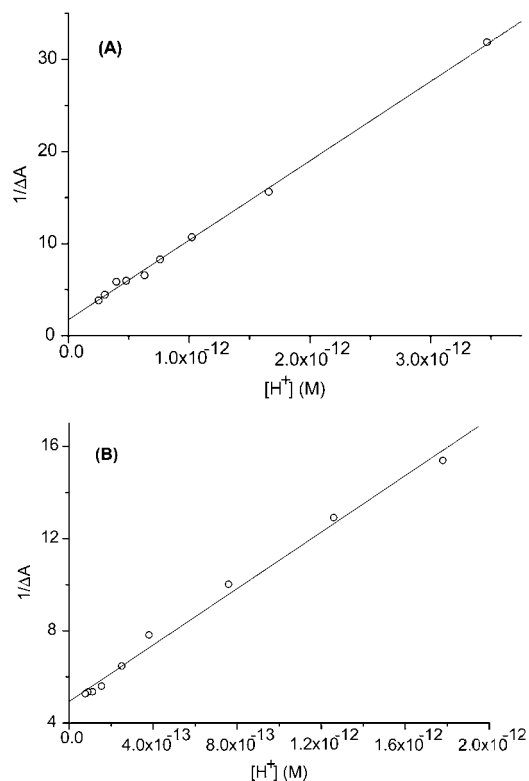 (A)
30
20
10
0
1/ΔA
0.0 1.0x10⁻¹² 2.0x10⁻¹² 3.0x10⁻¹²
[H⁺] (M)
(B)
16
12
8
4
1/ΔA
0.0 4.0x10⁻¹³ 8.0x10⁻¹³ 1.2x10⁻¹² 1.6x10⁻¹² 2.0x10⁻¹²
[H⁺] (M)